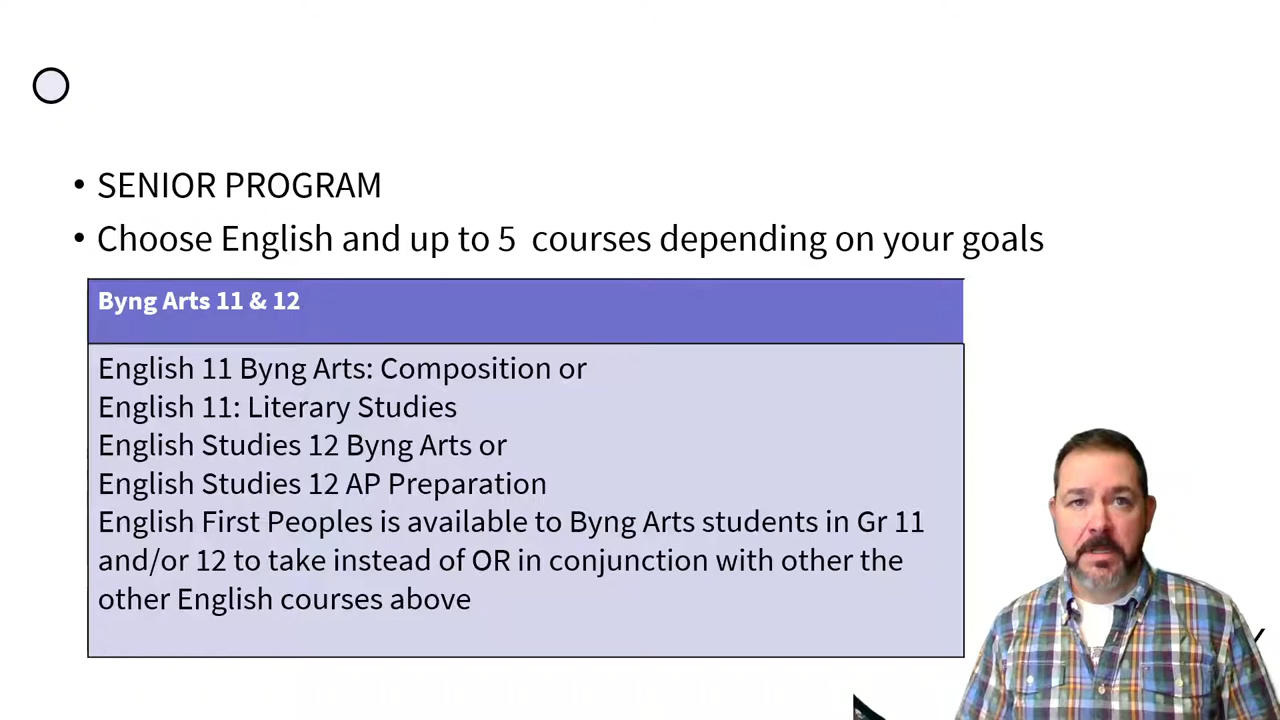 • SENIOR PROGRAM
• Choose English and up to 5 courses depending on your goals
Byng Arts 11 & 12
English 11 Byng Arts: Composition or
English 11: Literary Studies
English Studies 12 Byng Arts or
English Studies 12 AP Preparation
English First Peoples is available to Byng Arts students in Gr 11
and/or 12 to take instead of OR in conjunction with other the
other English courses above